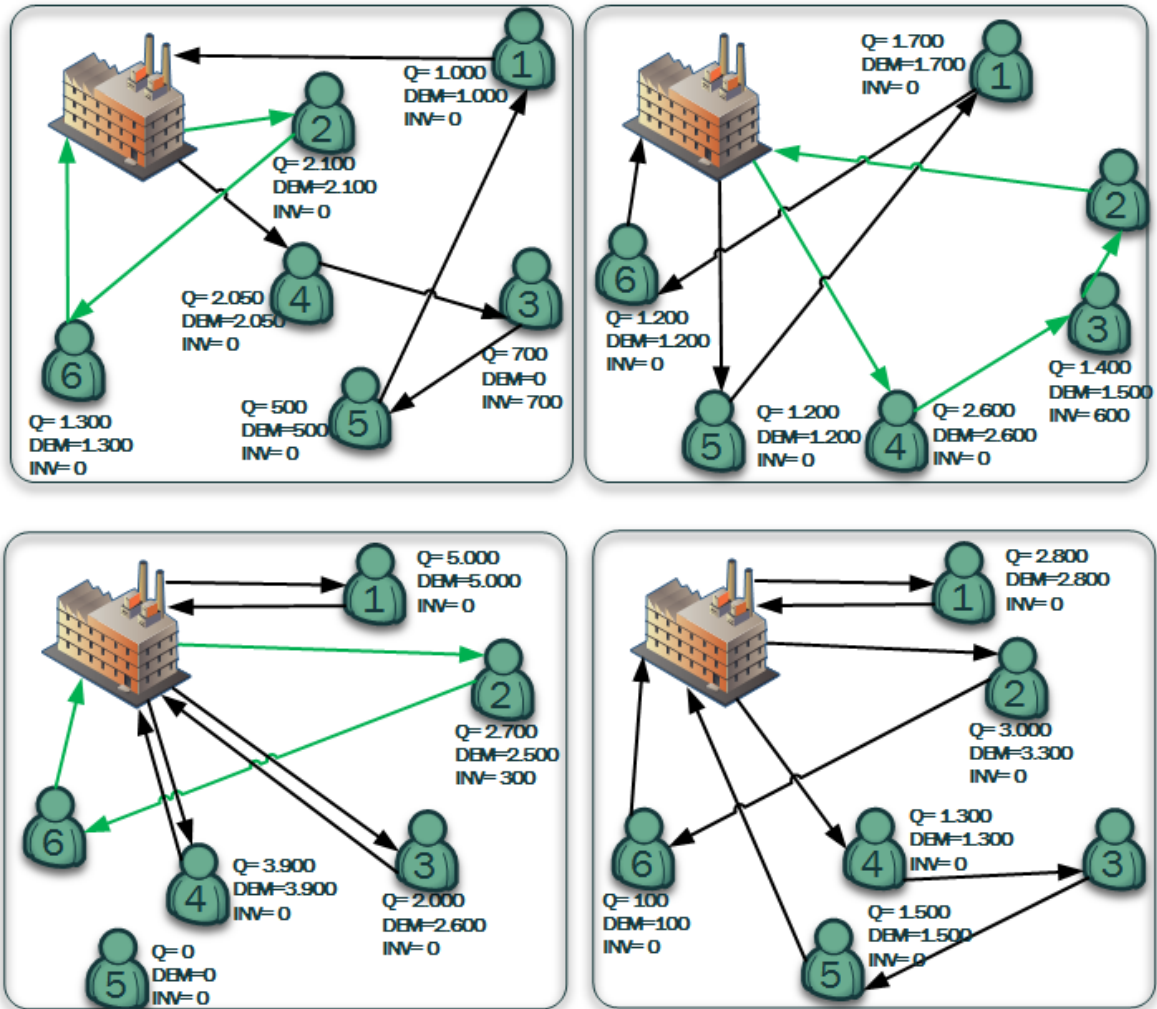 1
Q= 1.000
DEM=1.000
INV= 0
2
Q= 2.100
DEM=2.100
INV= 0
4
Q= 2.050
DEM=2.050
INV= 0
3
Q= 700
DEM=0
INV= 700
6
Q= 1.300
DEM=1.300
INV= 0
5
Q= 500
DEM=500
INV= 0
1
Q= 1.700
DEM=1.700
INV= 0
2
6
Q= 1.200
DEM=1.200
INV= 0
3
Q= 1.400
DEM=1.500
INV= 600
5
Q= 1.200
DEM=1.200
INV= 0
4
Q= 2.600
DEM=2.600
INV= 0
1
Q= 5.000
DEM=5.000
INV= 0
2
Q= 2.700
DEM=2.500
INV= 300
6
4
Q= 3.900
DEM=3.900
INV= 0
3
Q= 2.000
DEM=2.600
INV= 0
5
Q= 0
DEM=0
INV= 0
1
Q= 2.800
DEM=2.800
INV= 0
2
Q= 3.000
DEM=3.300
INV= 0
6
Q= 100
DEM=100
INV= 0
4
Q= 1.300
DEM=1.300
INV= 0
3
5
Q= 1.500
DEM=1.500
INV= 0